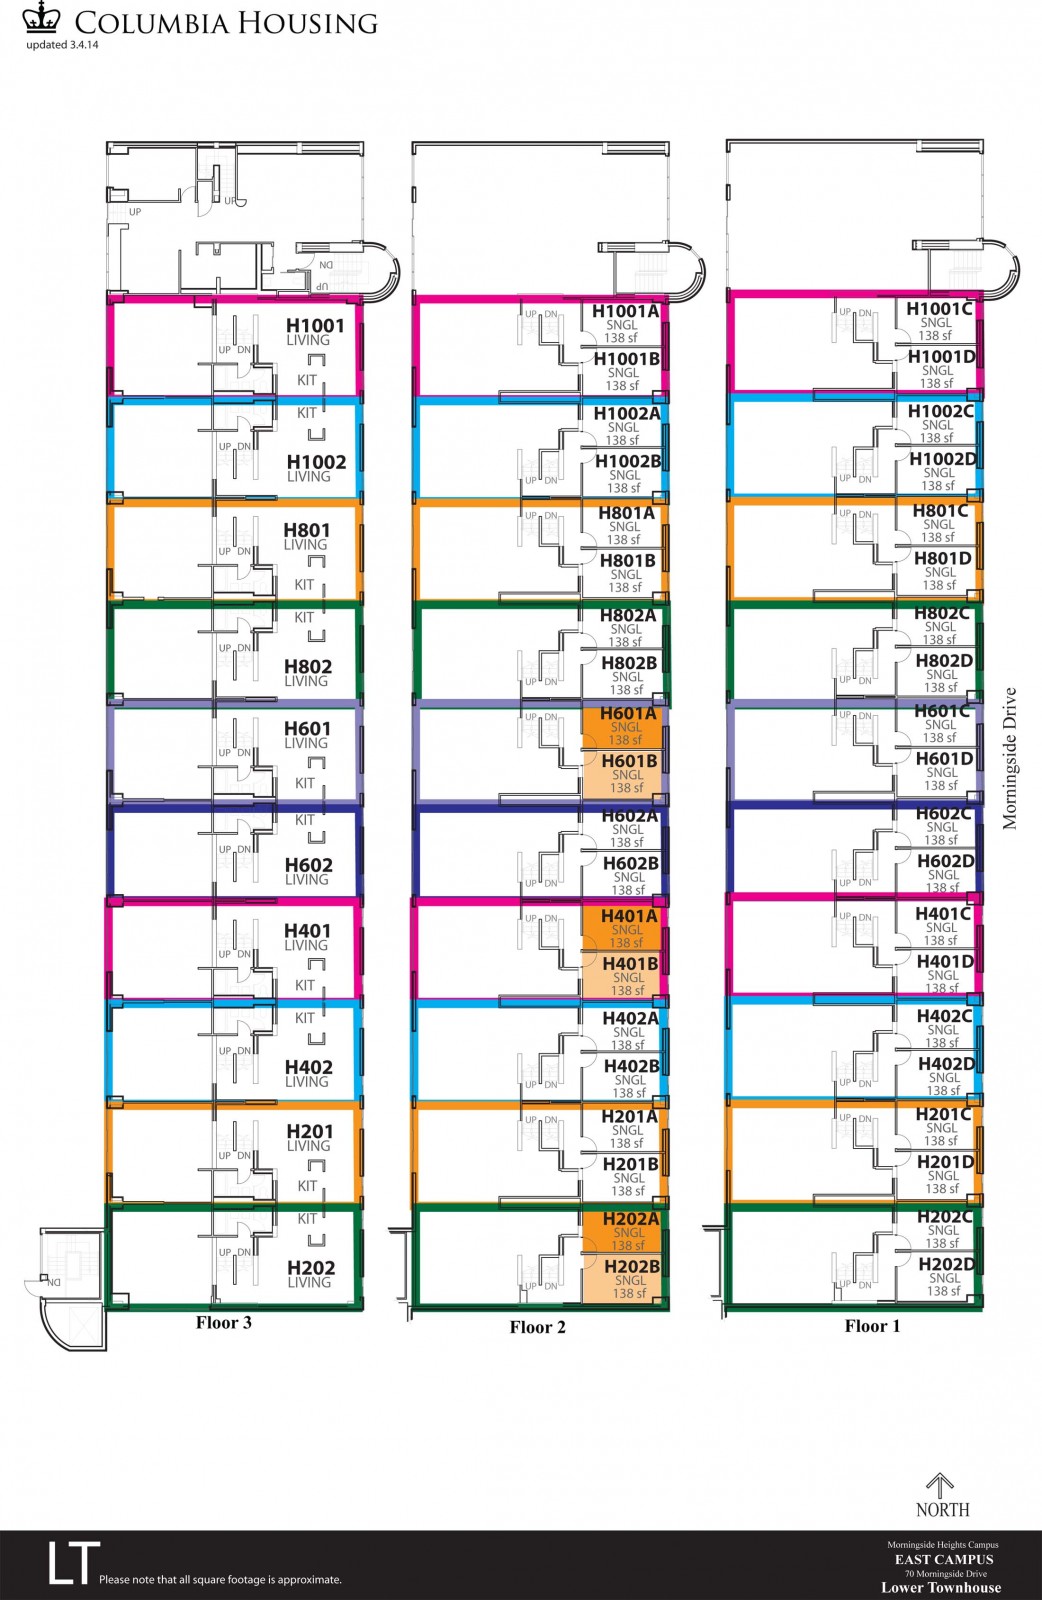 COLUMBIA HOUSING
updated 3.4.14
UP
UP
DN
UP
H1001
LIVING
UP DN
KIT
KIT
UP DN
H1002
LIVING
H801
LIVING
UP DN
KIT
KIT
UP DN
H802
LIVING
H601
LIVING
UP DN
KIT
KIT
UP DN
H602
LIVING
H401
LIVING
UP DN
KIT
KIT
UP DN
H402
LIVING
H201
LIVING
UP DN
KIT
KIT
UP DN
H202
LIVING
DN
Floor 3
UP DN
H1001A
SNGL
138 sf
H1001B
SNGL
138 sf
H1002A
SNGL
138 sf
H1002B
SNGL
138 sf
UP DN
UP DN
H801A
SNGL
138 sf
H801B
SNGL
138 sf
H802A
SNGL
138 sf
H802B
SNGL
138 sf
UP DN
UP DN
H601A
SNGL
138 sf
H601B
SNGL
138 sf
H602A
SNGL
138 sf
H602B
SNGL
138 sf
UP DN
UP DN
H401A
SNGL
138 sf
H401B
SNGL
138 sf
H402A
SNGL
138 sf
H402B
SNGL
138 sf
UP DN
UP DN
H201A
SNGL
138 sf
H201B
SNGL
138 sf
H202A
SNGL
138 sf
H202B
SNGL
138 sf
UP DN
Floor 2
UP DN
H1001C
SNGL
138 sf
H1001D
SNGL
138 sf
H1002C
SNGL
138 sf
H1002D
SNGL
138 sf
UP DN
UP DN
H801C
SNGL
138 sf
H801D
SNGL
138 sf
H802C
SNGL
138 sf
H802D
SNGL
138 sf
UP DN
UP DN
H601C
SNGL
138 sf
H601D
SNGL
138 sf
H602C
SNGL
138 sf
H602D
SNGL
138 sf
UP DN
UP DN
H401C
SNGL
138 sf
H401D
SNGL
138 sf
H402C
SNGL
138 sf
H402D
SNGL
138 sf
UP DN
UP DN
H201C
SNGL
138 sf
H201D
SNGL
138 sf
H202C
SNGL
138 sf
H202D
SNGL
138 sf
UP DN
Floor 1
Morningside Drive
NORTH
LT
Please note that all square footage is approximate.
Morningside Heights Campus
EAST CAMPUS
70 Morningside Drive
Lower Townhouse